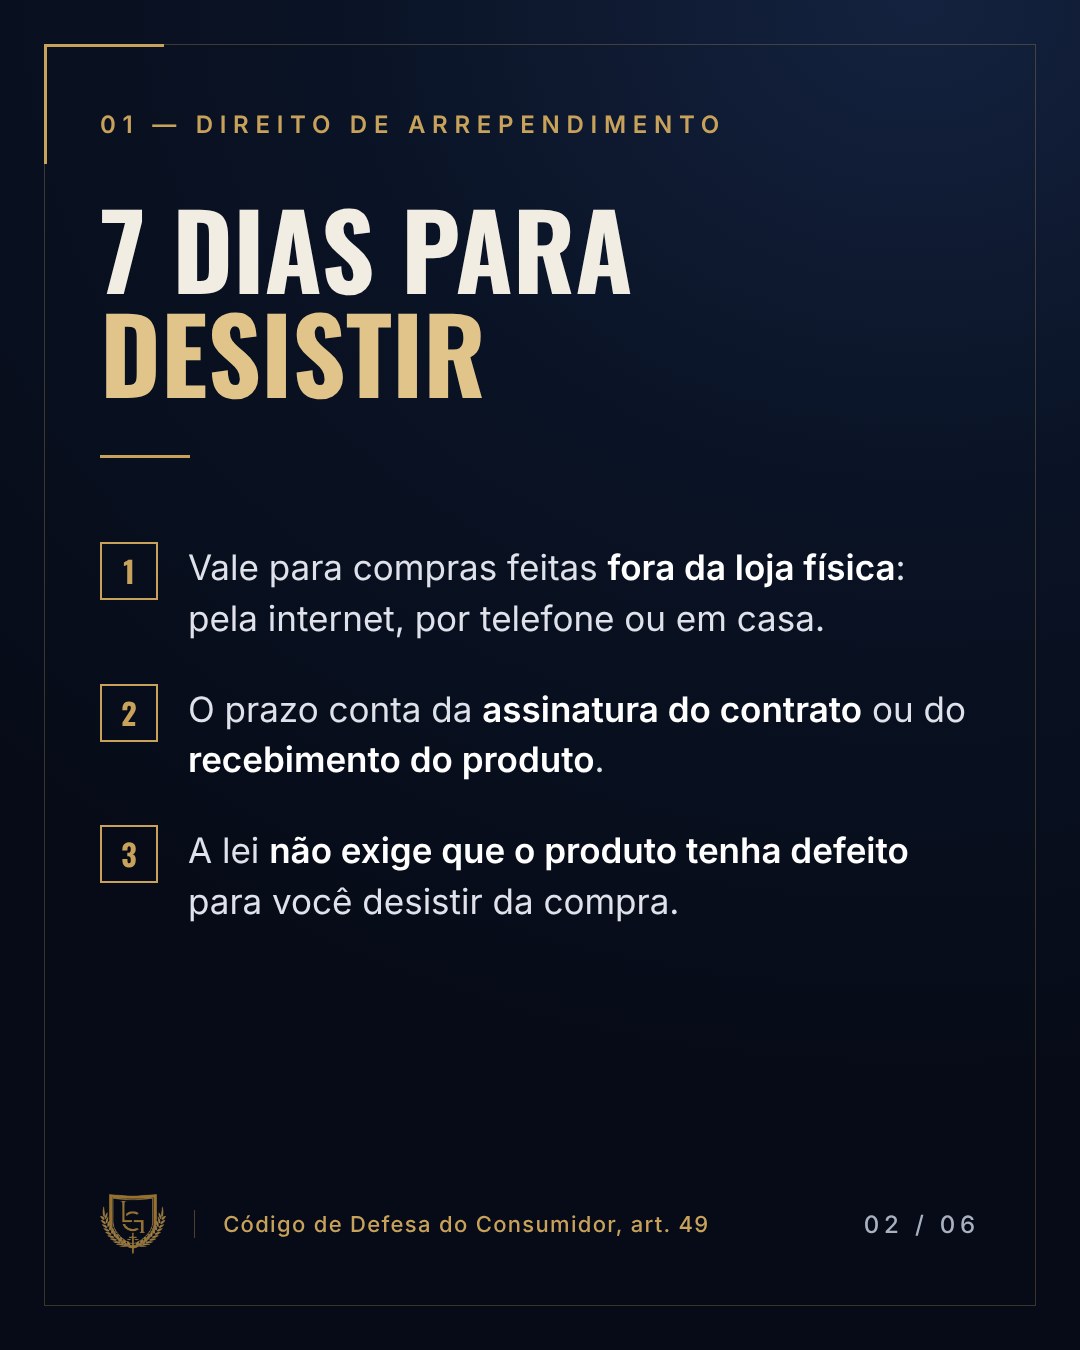 01 — DIREITO DE ARREPENDIMENTO
7 DIAS PARA
DESISTIR
1 Vale para compras feitas fora da loja física:
pela internet, por telefone ou em casa.
2 O prazo conta da assinatura do contrato ou do
recebimento do produto.
3 A lei não exige que o produto tenha defeito
para você desistir da compra.
LG
Código de Defesa do Consumidor, art. 49
02 / 06